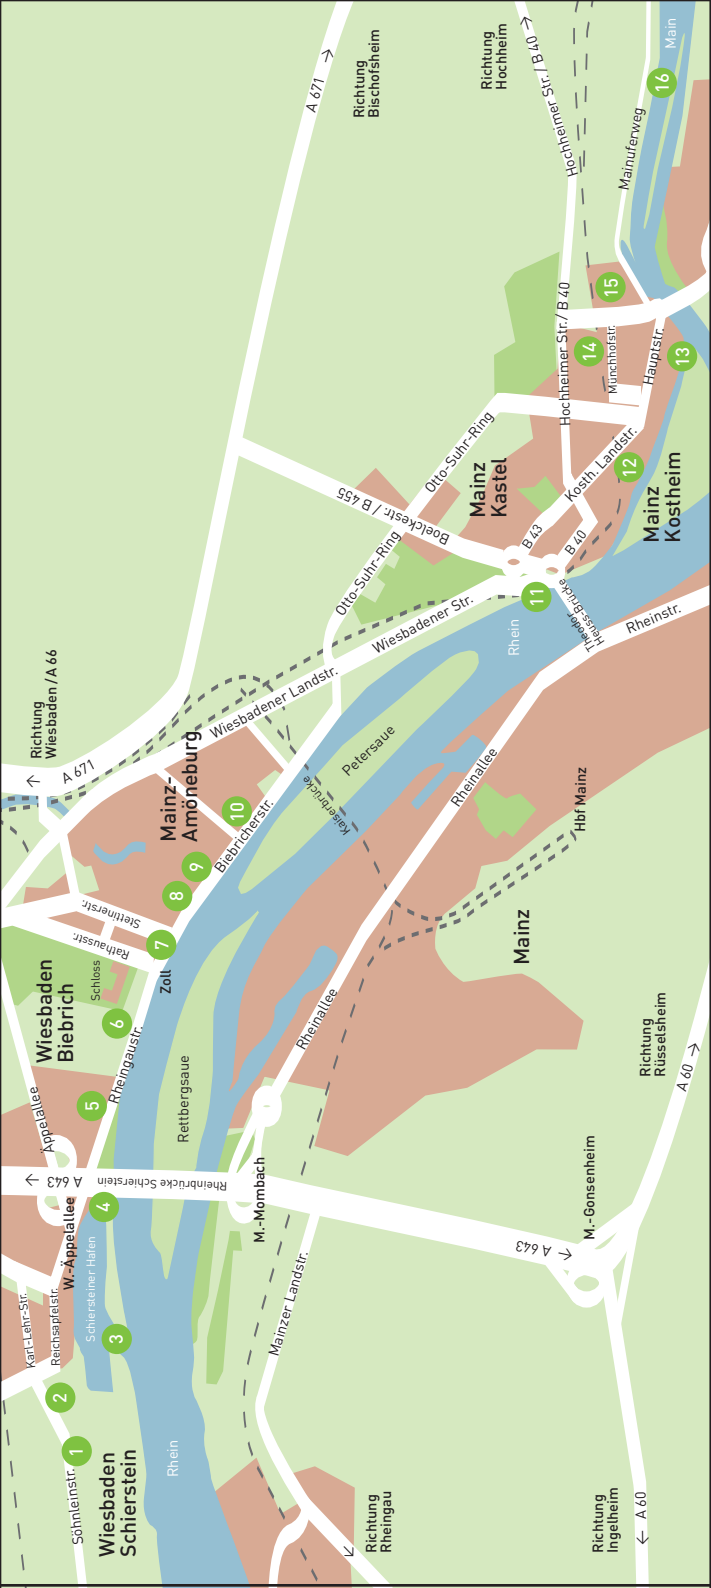 Söhnleinstr.
1
Wiesbaden
Schierstein
2
Karl-Lehr-Str.
Reichsapfelstr.
W.-Äppelallee
Schiersteiner Hafen
3
4
Rhein
Richtung
Rheingau
Richtung
Ingelheim
A 60
Mainzer Landstr.
M.-Mombach
A 643
M.-Gonsenheim
A 643
Rheinbrücke Schierstein
Äppelallee
5
Rheingaustr.
6
Wiesbaden
Biebrich
Schloss
Rathausstr.
Stettinerstr.
7
Zoll
Rettbergsaue
Rheinallee
A 60
Richtung
Rüsselsheim
8
9
10
Biebricherstr.
Mainz-
Amöneburg
A 671
Richtung
Wiesbaden / A 66
Wiesbadener Landstr.
Kaiserbrücke
Petersaue
Rheinallee
Mainz
Hbf Mainz
Wiesbadener Str.
Otto-Suhr-Ring
Boelckestr. / B 455
Otto-Suhr-Ring
Rhein
11
Theodor-
Heuss-Brücke
Rheinstr.
B 43
B 40
Mainz
Kastel
Kosth. Landstr.
12
Mainz
Kostheim
Hochheimer Str./ B 40
Hauptstr.
Münchhofstr.
13
14
15
Mainuferweg
16
Main
Hochheimer Str./ B 40
Richtung
Hochheim
A 671
Richtung
Bischofsheim